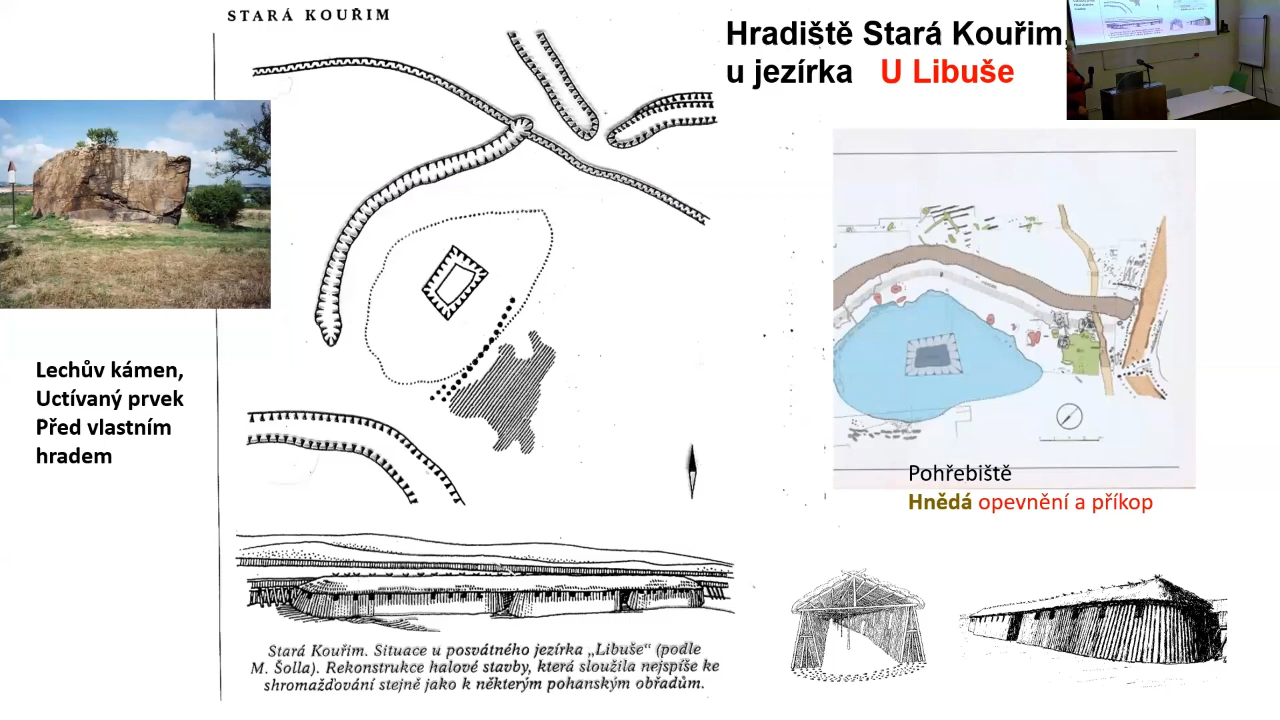 STARÁ KOUŘIM
Hradiště Stará Kouřim,
u jezírka U Libuše
Lechův kámen,
Uctívaný prvek
Před vlastním
hradem
Pohřebiště
Hnědá opevnění a příkop
Stará Kouřim. Situace u posvátného jezírka „Libuše“ (podle
M. Šolla). Rekonstrukce halové stavby, která sloužila nejspíše ke
shromažďování stejně jako k některým pohanským obřadům.